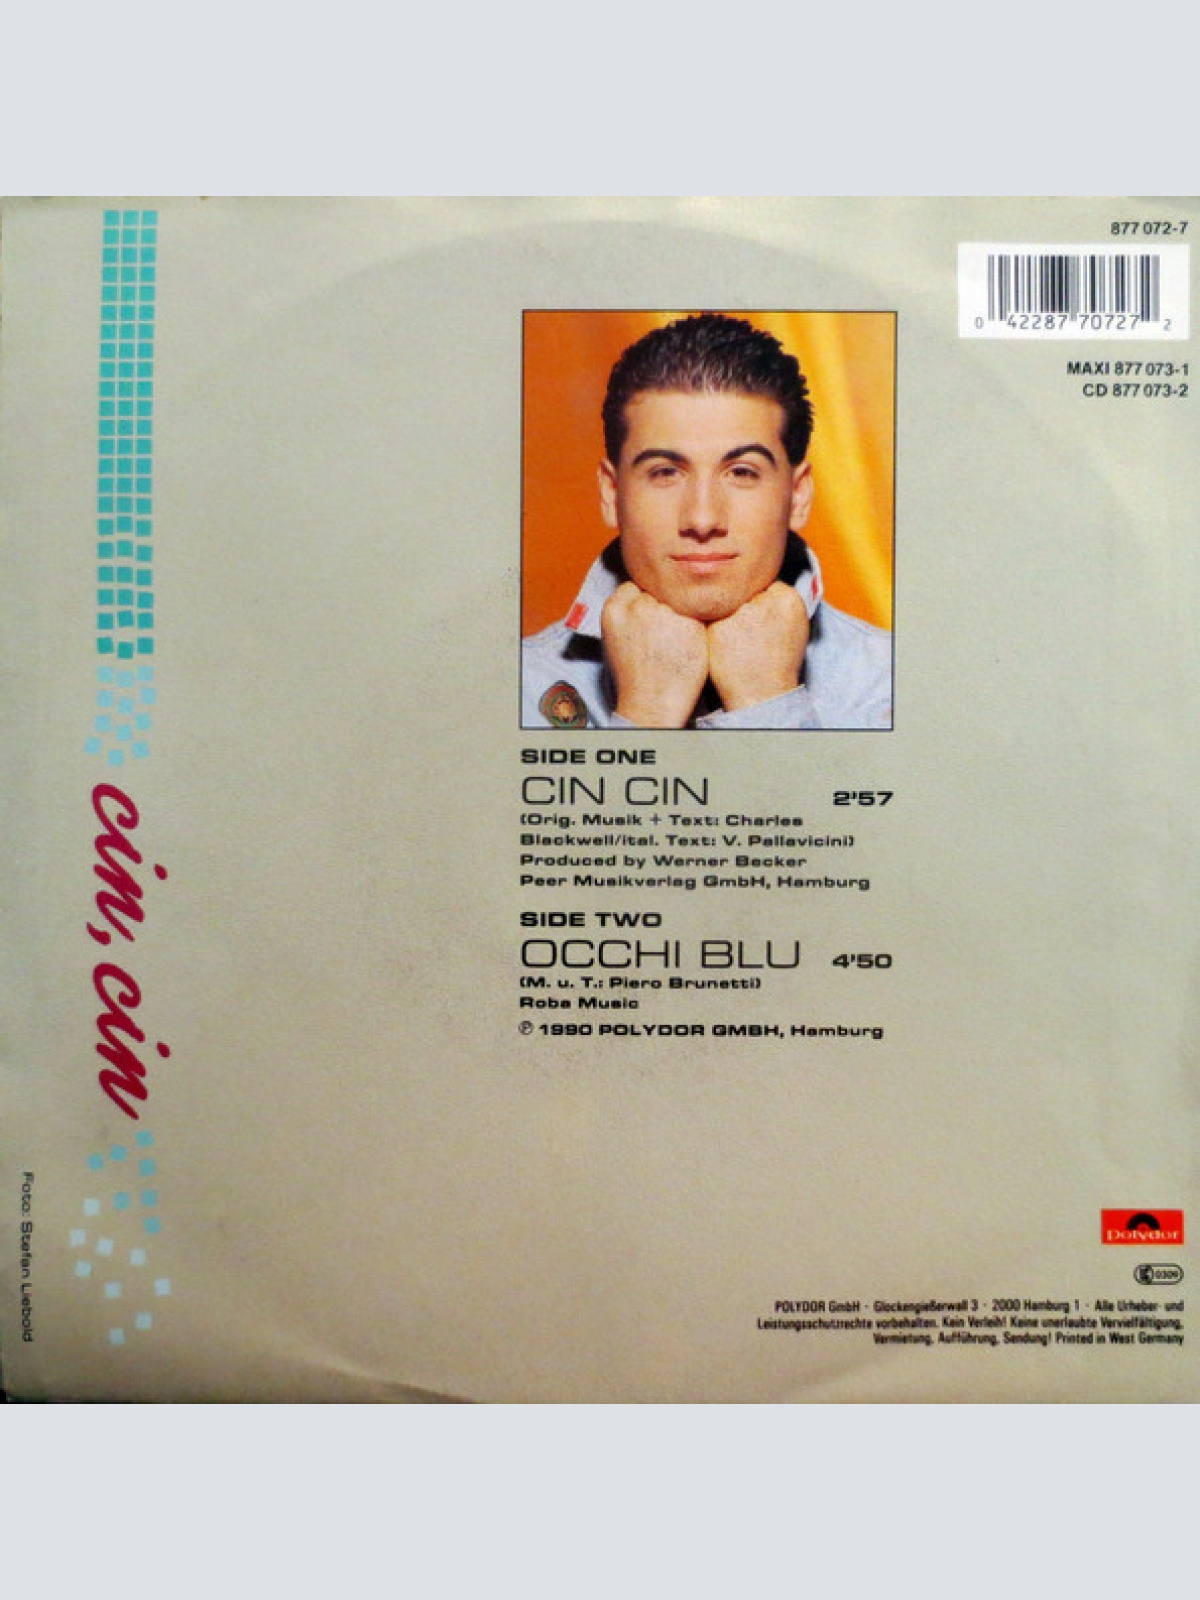 877 072-7
0 42287 70727 2
MAXI 877 073-1
CD 877 073-2
SIDE ONE
CIN CIN 2'57
(Orig. Musik + Text: Charles
Blackwell/ital. Text: V. Pallavicini)
Produced by Werner Becker
Peer Musikverlag GmbH, Hamburg
SIDE TWO
OCCHI BLU 4'50
(M. u. T.: Piero Brunetti)
Roba Music
℗ 1990 POLYDOR GMBH, Hamburg
cin, cin
Foto: Stefan Liebold
polydor
0309
POLYDOR GmbH · Glockengießerwall 3 · 2000 Hamburg 1 · Alle Urheber- und
Leistungsschutzrechte vorbehalten. Kein Verleih! Keine unerlaubte Vervielfältigung,
Vermietung, Aufführung, Sendung! Printed in West Germany